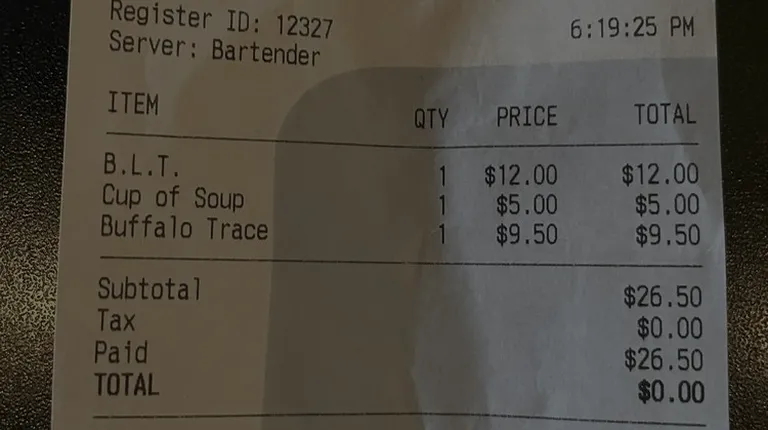 Register ID: 12327 6:19:25 PM
Server: Bartender
ITEM QTY PRICE TOTAL
B.L.T. 1 $12.00 $12.00
Cup of Soup 1 $5.00 $5.00
Buffalo Trace 1 $9.50 $9.50
Subtotal $26.50
Tax $0.00
Paid $26.50
TOTAL $0.00